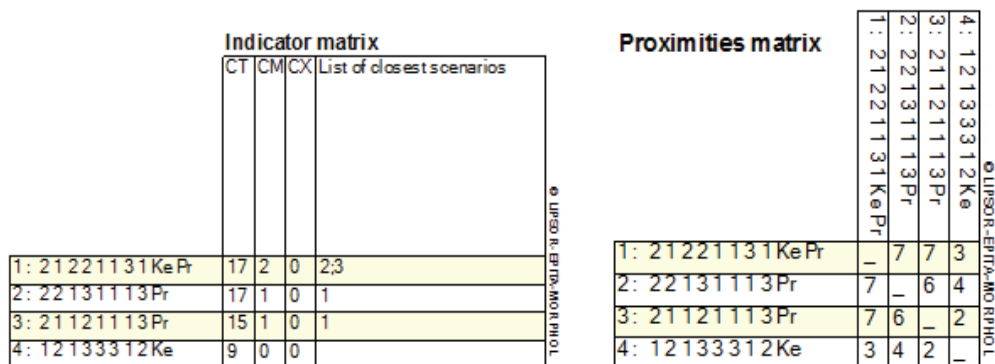 Indicator matrix
CT CM CX List of closest scenarios
1 : 2 1 2 2 1 1 3 1 Ke Pr 17 2 0 2;3
2 : 2 2 1 3 1 1 1 3 Pr 17 1 0 1
3 : 2 1 1 2 1 1 1 3 Pr 15 1 0 1
4 : 1 2 1 3 3 3 1 2 Ke 9 0 0
© LIPSOR-EPITA-MORPHOL
Proximities matrix
1 : 2 1 2 2 1 1 3 1 Ke Pr
2 : 2 2 1 3 1 1 1 3 Pr
3 : 2 1 1 2 1 1 1 3 Pr
4 : 1 2 1 3 3 3 1 2 Ke
1 : 2 1 2 2 1 1 3 1 Ke Pr _ 7 7 3
2 : 2 2 1 3 1 1 1 3 Pr 7 _ 6 4
3 : 2 1 1 2 1 1 1 3 Pr 7 6 _ 2
4 : 1 2 1 3 3 3 1 2 Ke 3 4 2 _
© LIPSOR-EPITA-MORPHOL